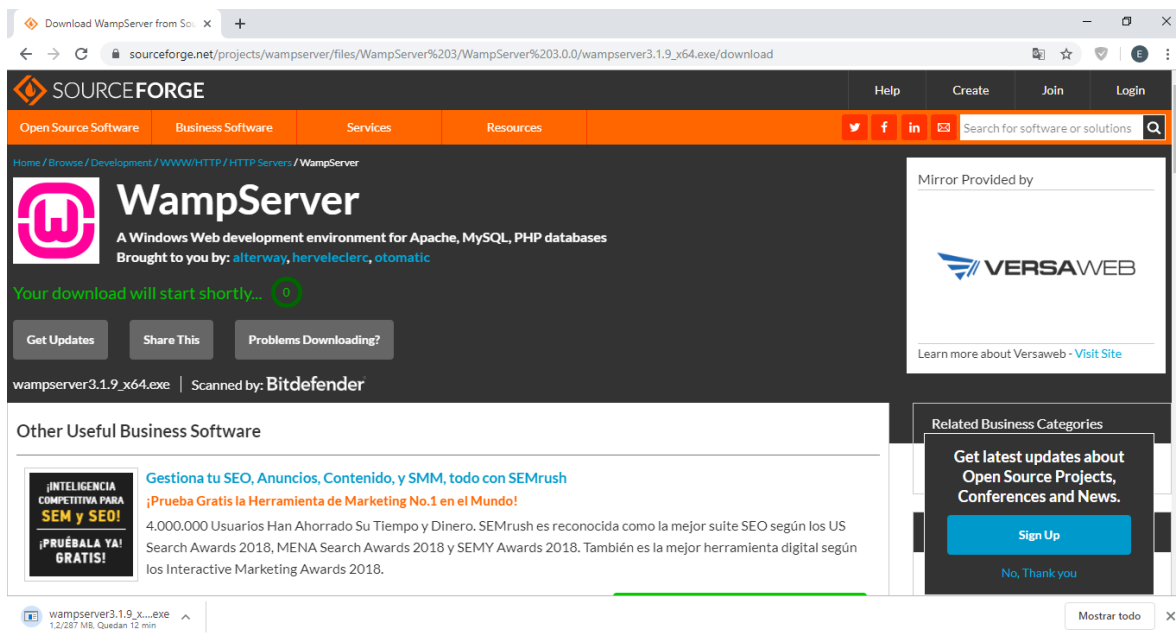 Download WampServer from Sou
sourceforge.net/projects/wampserver/files/WampServer%203/WampServer%203.0.0/wampserver3.1.9_x64.exe/download
E
SOURCEFORGE
Help Create Join Login
Open Source Software Business Software Services Resources
Search for software or solutions
Home / Browse / Development / WWW/HTTP / HTTP Servers / WampServer
WampServer
A Windows Web development environment for Apache, MySQL, PHP databases
Brought to you by: alterway, herveleclerc, otomatic
Your download will start shortly... 0
Get Updates Share This Problems Downloading?
wampserver3.1.9_x64.exe | Scanned by: Bitdefender
Mirror Provided by
VERSAWEB
Learn more about Versaweb - Visit Site
Other Useful Business Software
¡INTELIGENCIA
COMPETITIVA PARA
SEM y SEO!
¡PRUÉBALA YA!
GRATIS!
Gestiona tu SEO, Anuncios, Contenido, y SMM, todo con SEMrush
¡Prueba Gratis la Herramienta de Marketing No.1 en el Mundo!
4.000.000 Usuarios Han Ahorrado Su Tiempo y Dinero. SEMrush es reconocida como la mejor suite SEO según los US
Search Awards 2018, MENA Search Awards 2018 y SEMY Awards 2018. También es la mejor herramienta digital según
los Interactive Marketing Awards 2018.
Related Business Categories
Get latest updates about
Open Source Projects,
Conferences and News.
Sign Up
No, Thank you
wampserver3.1.9_x....exe
1,2/287 MB, Quedan 12 min
Mostrar todo